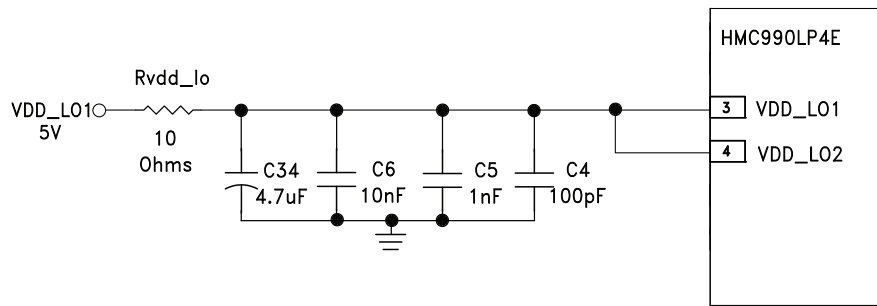 HMC990LP4E
Rvdd_lo
VDD_LO1
5V
10
Ohms
3 VDD_LO1
4 VDD_LO2
C34
4.7uF
C6
10nF
C5
1nF
C4
100pF